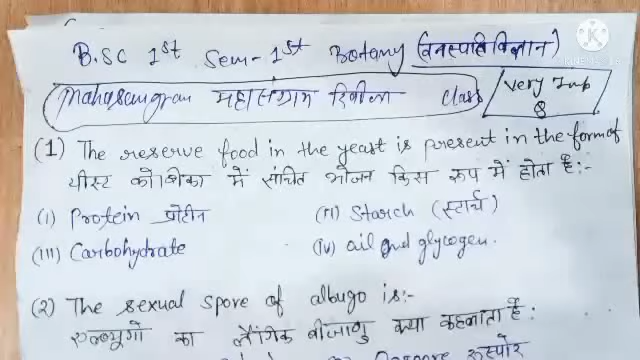 B.SC 1st Sem-1st Botany (वनस्पति विज्ञान)
Mahasangram महासंग्राम रिवीजन class
Very Imp
Q
(1) The reserve food in the yeast is present in the form of
यीस्ट कोशिका में संचित भोजन किस रूप में होता है:-
(i) Protein प्रोटीन (ii) Starch (स्टार्च)
(iii) Carbohydrate (iv) oil and glycogen.
(2) The sexual spore of albugo is:-
एल्ब्यूगो का लैंगिक बीजाणु क्या कहलाता है: